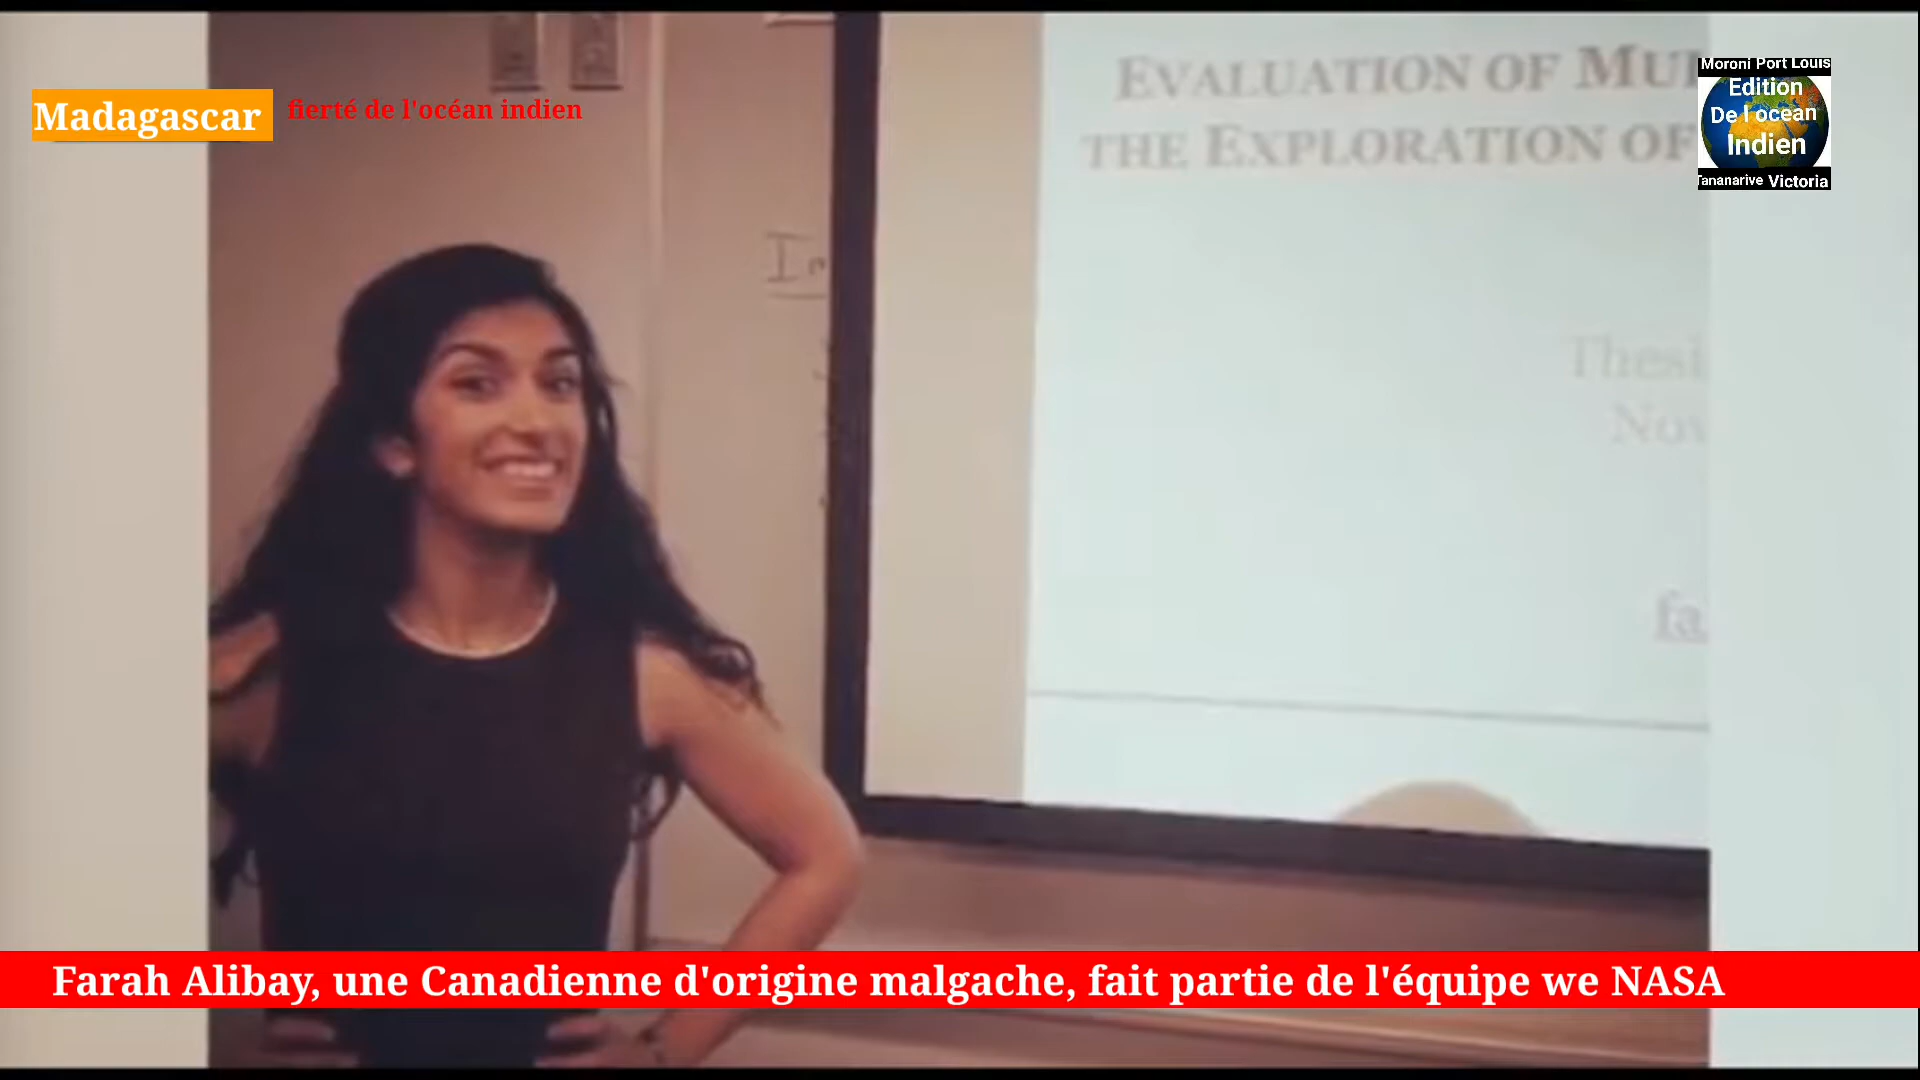 Madagascar
fierté de l'océan indien
Moroni Port Louis
Edition
De l ocean
Indien
Tananarive Victoria
EVALUATION OF
THE EXPLORATION OF
Farah Alibay, une Canadienne d'origine malgache, fait partie de l'équipe we NASA